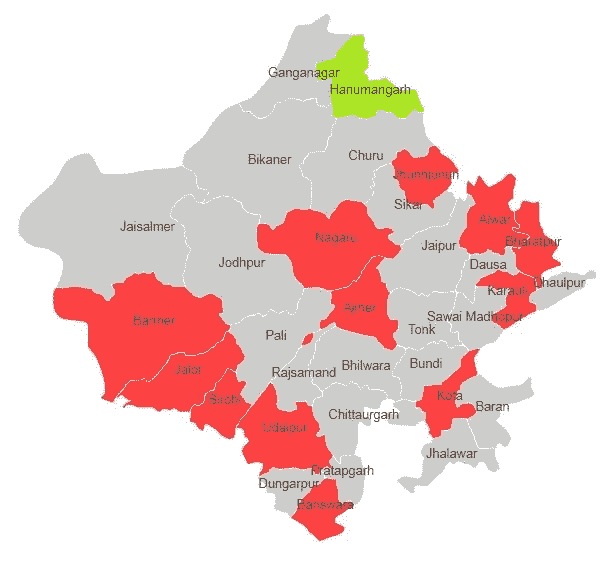 Ganganagar
Hanumangarh
Bikaner
Churu
Jhunhjanun
Sikar
Jaisalmer
Nagaur
Alwar
Jodhpur
Jaipur
Bharatpur
Dausa
Karauli
Dhaulpur
Barmer
Ajmer
Sawai Madhopur
Tonk
Pali
Jalor
Rajsamand
Bhilwara
Bundi
Sirohi
Kota
Baran
Chittaurgarh
Udaipur
Jhalawar
Pratapgarh
Dungarpur
Banswara